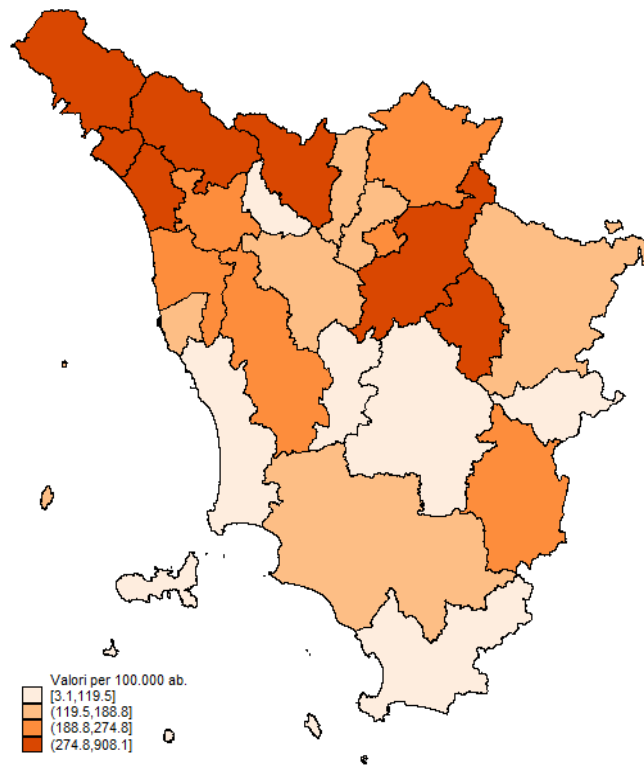 Valori per 100.000 ab.
[3.1,119.5]
(119.5,188.8]
(188.8,274.8]
(274.8,908.1]